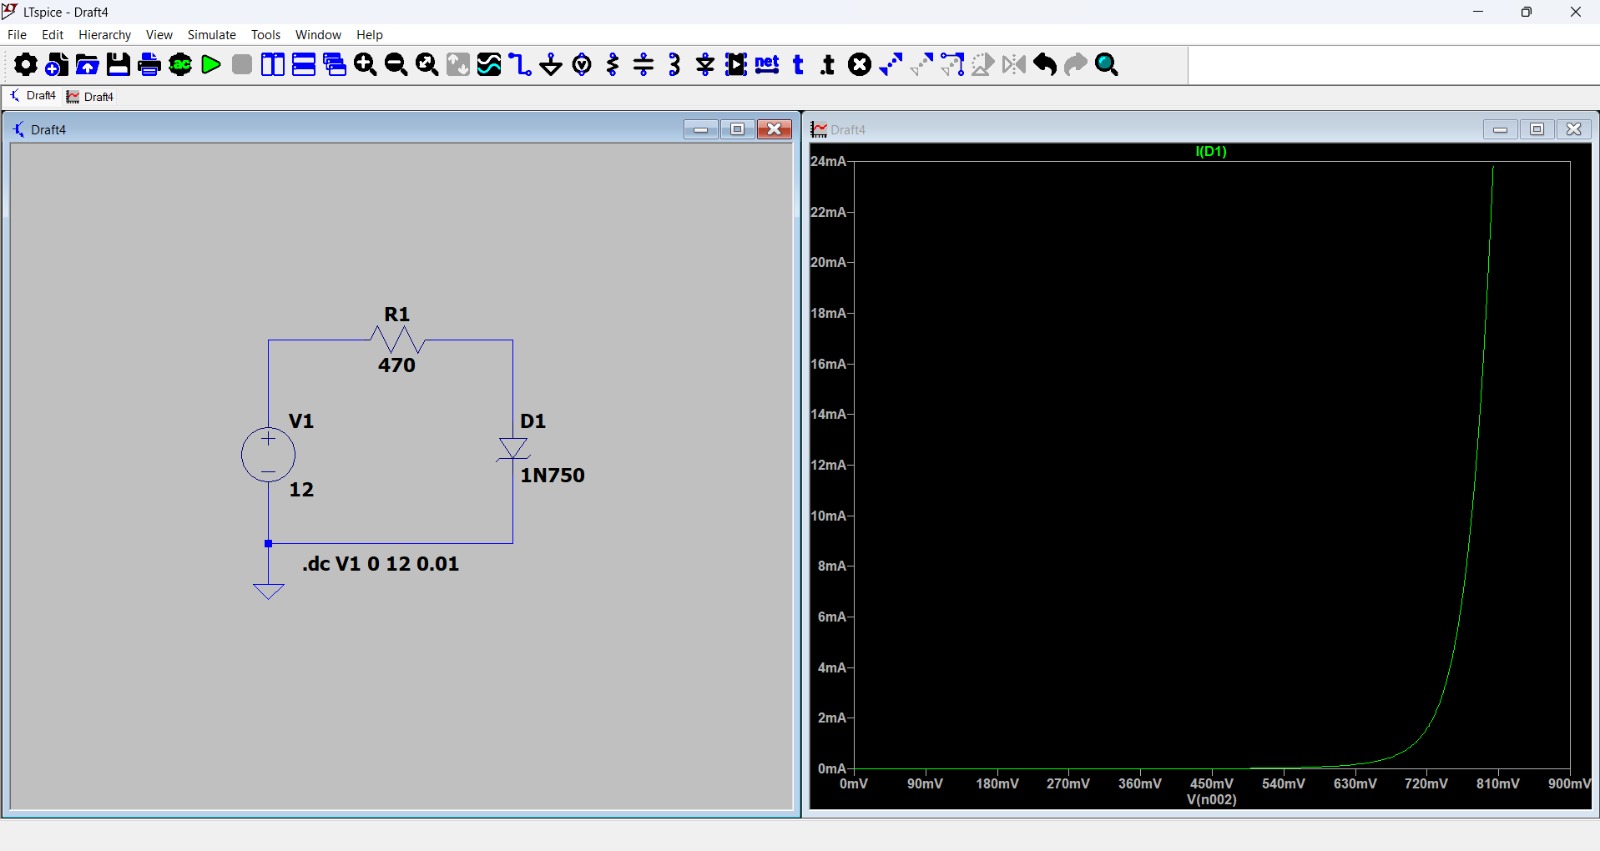 LTspice - Draft4
File Edit Hierarchy View Simulate Tools Window Help
ac net t .t
Draft4 Draft4
Draft4
R1
470
V1
12
D1
1N750
.dc V1 0 12 0.01
Draft4
I(D1)
24mA
22mA
20mA
18mA
16mA
14mA
12mA
10mA
8mA
6mA
4mA
2mA
0mA
0mV 90mV 180mV 270mV 360mV 450mV 540mV 630mV 720mV 810mV 900mV
V(n002)